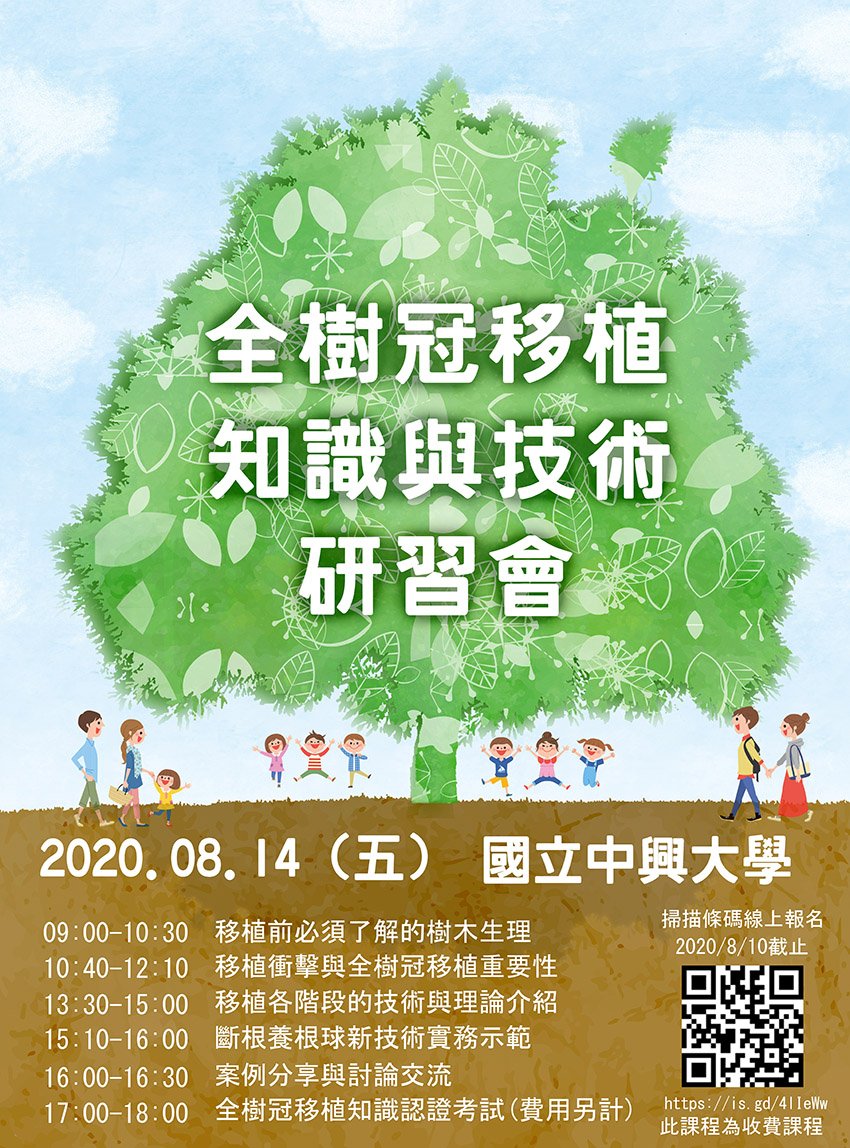 全樹冠移植
知識與技術
研習會
2020.08.14（五） 國立中興大學
09:00-10:30 移植前必須了解的樹木生理
10:40-12:10 移植衝擊與全樹冠移植重要性
13:30-15:00 移植各階段的技術與理論介紹
15:10-16:00 斷根養根球新技術實務示範
16:00-16:30 案例分享與討論交流
17:00-18:00 全樹冠移植知識認證考試(費用另計)
掃描條碼線上報名
2020/8/10截止
https://is.gd/4lIeWw
此課程為收費課程